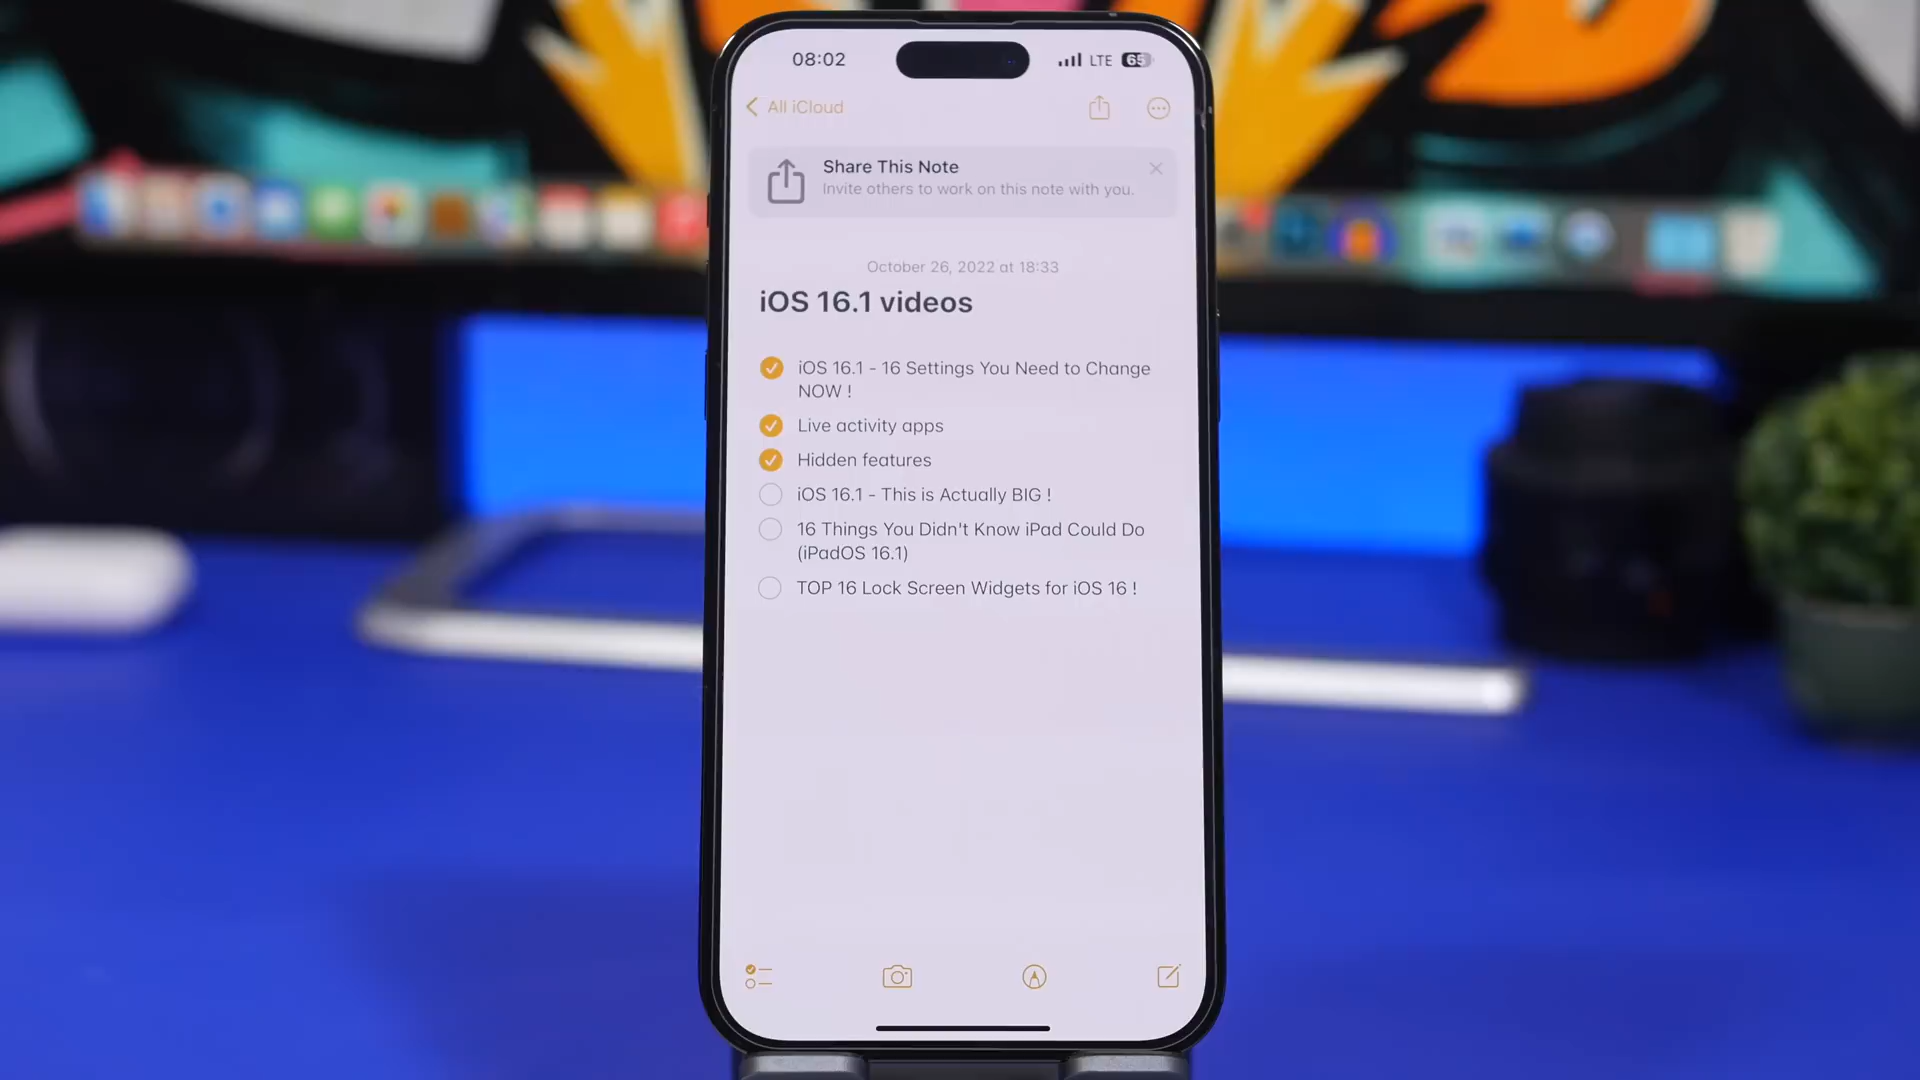 08:02
LTE 65
All iCloud
Share This Note
Invite others to work on this note with you.
October 26, 2022 at 18:33
iOS 16.1 videos
iOS 16.1 - 16 Settings You Need to Change
NOW !
Live activity apps
Hidden features
iOS 16.1 - This is Actually BIG !
16 Things You Didn't Know iPad Could Do
(iPadOS 16.1)
TOP 16 Lock Screen Widgets for iOS 16 !